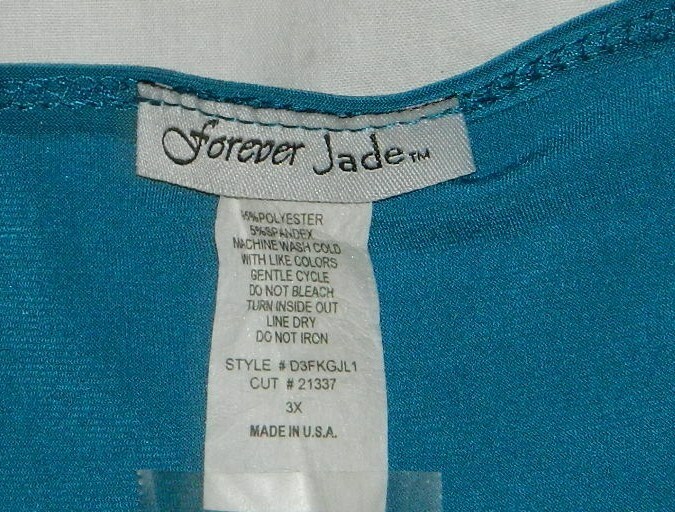 Forever Jade™
95%POLYESTER
5%SPANDEX
MACHINE WASH COLD
WITH LIKE COLORS
GENTLE CYCLE
DO NOT BLEACH
TURN INSIDE OUT
LINE DRY
DO NOT IRON
STYLE # D3FKGJL1
CUT # 21337
3X
MADE IN U.S.A.